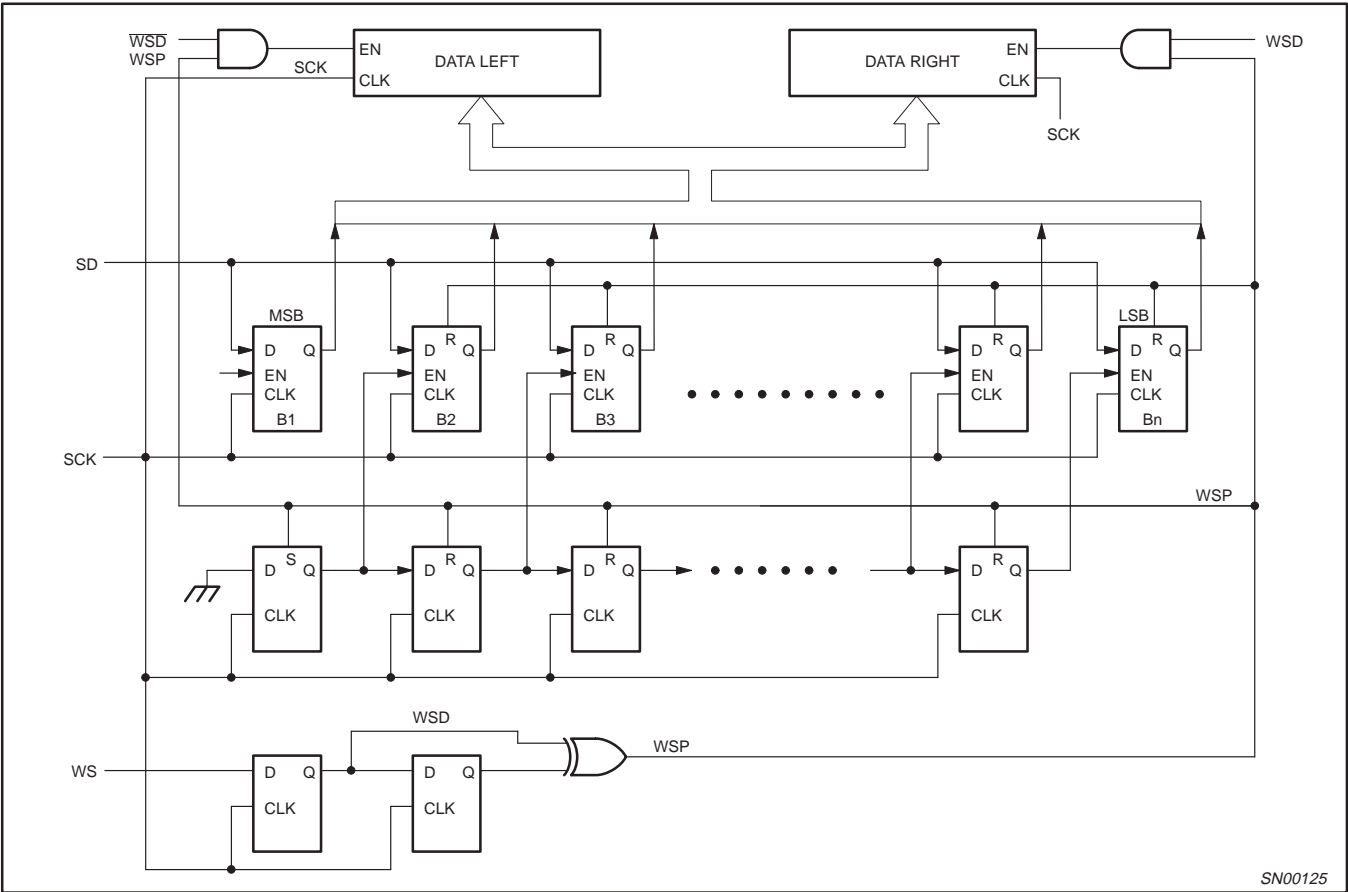 WSD
WSP
SCK
EN
CLK
DATA LEFT
DATA RIGHT
EN
CLK
WSD
SCK
SD
MSB
LSB
D Q
EN
CLK
B1
R
D Q
EN
CLK
B2
R
D Q
EN
CLK
B3
R
D Q
EN
CLK
R
D Q
EN
CLK
Bn
SCK
WSP
S
D Q
CLK
R
D Q
CLK
R
D Q
CLK
R
D Q
CLK
WSD
WSP
WS
D Q
CLK
D Q
CLK
SN00125